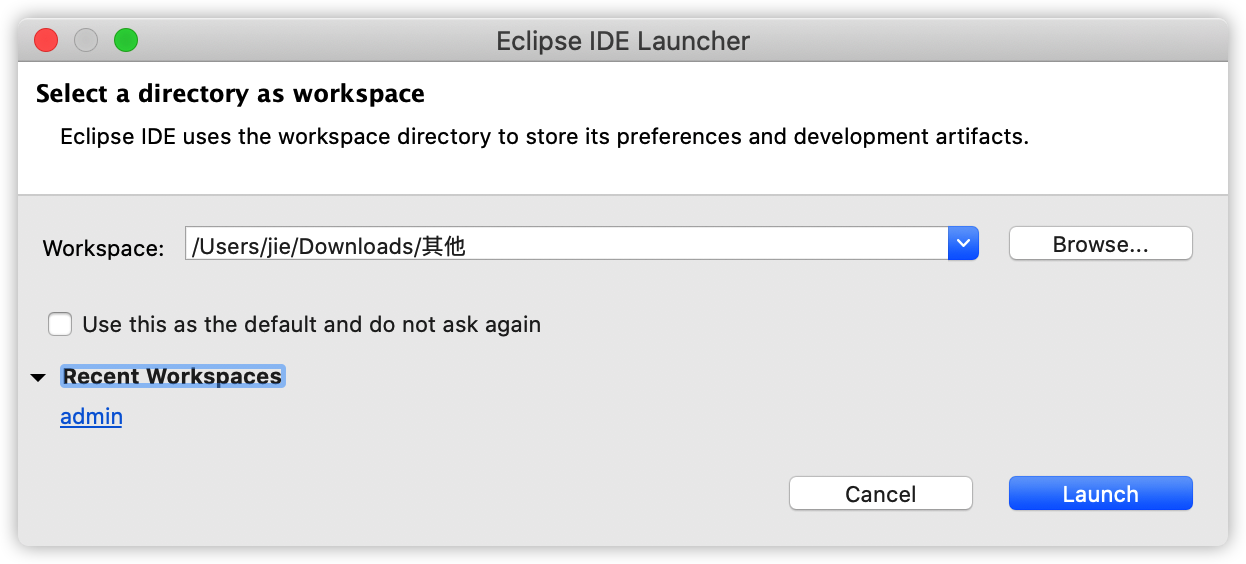 Eclipse IDE Launcher
Select a directory as workspace
Eclipse IDE uses the workspace directory to store its preferences and development artifacts.
Workspace: /Users/jie/Downloads/其他 Browse...
Use this as the default and do not ask again
Recent Workspaces
admin
Cancel Launch